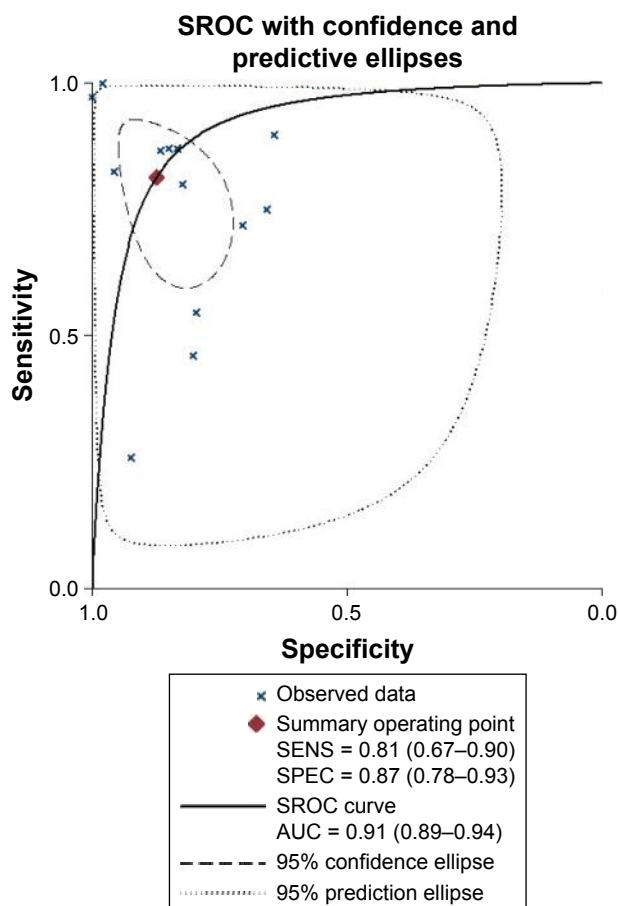 SROC with confidence and
predictive ellipses
1.0
0.5
0.0
Sensitivity
1.0
0.5
0.0
Specificity
Observed data
Summary operating point
SENS = 0.81 (0.67–0.90)
SPEC = 0.87 (0.78–0.93)
SROC curve
AUC = 0.91 (0.89–0.94)
95% confidence ellipse
95% prediction ellipse